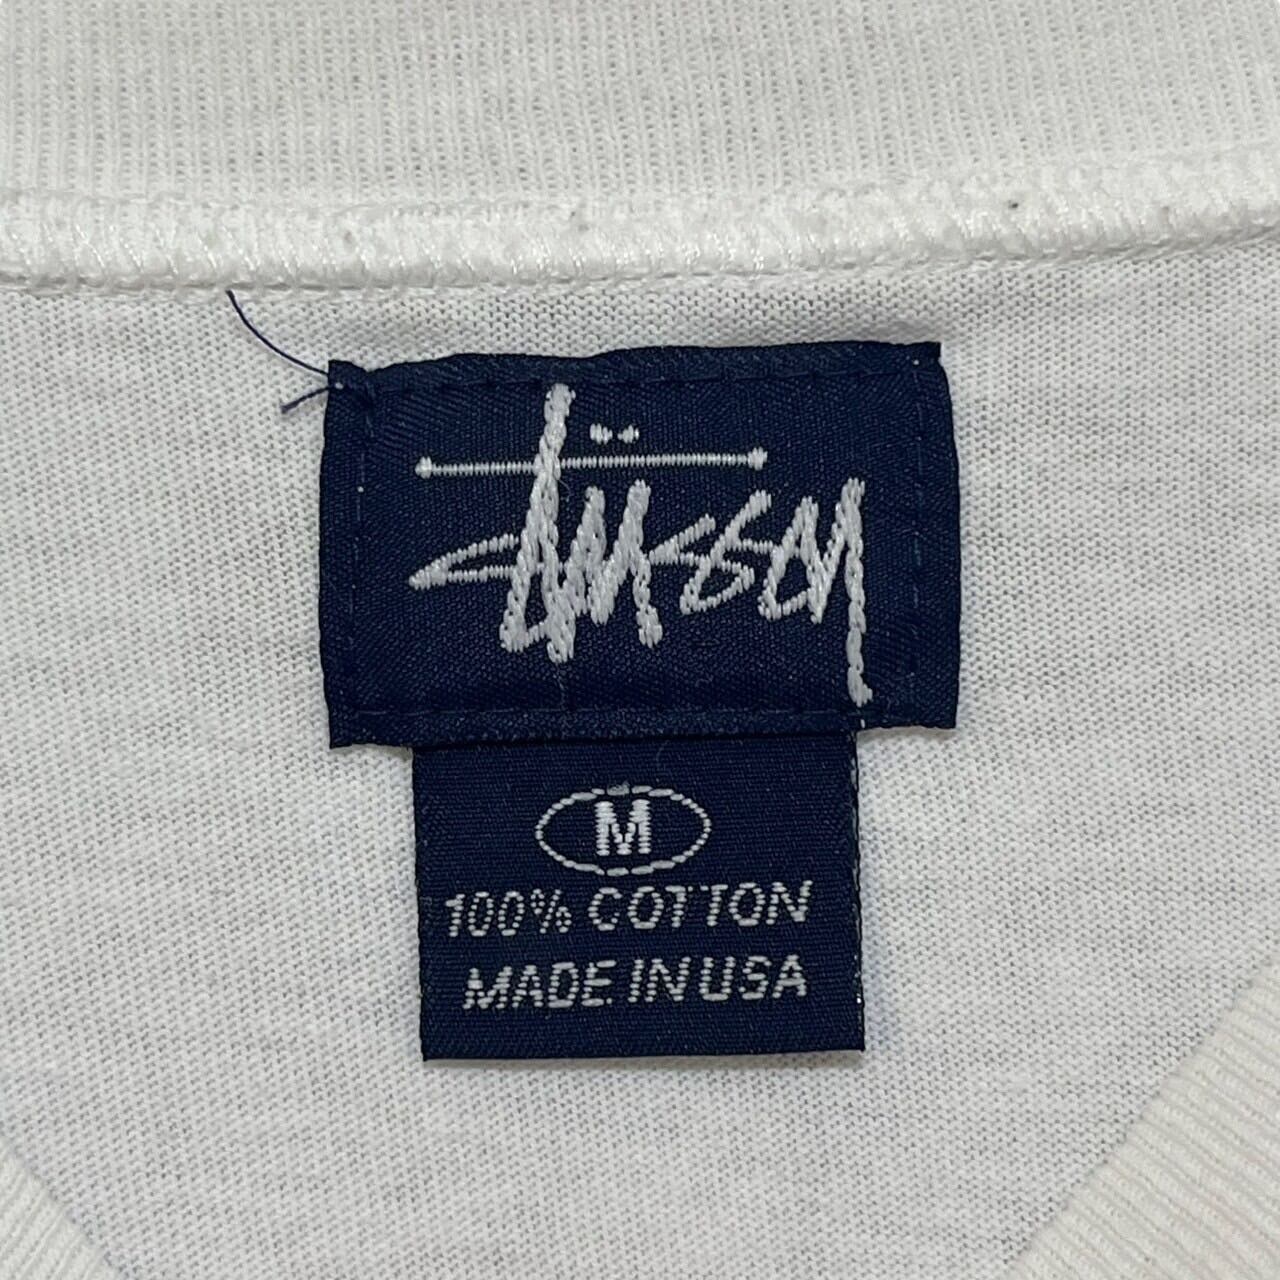 Stüssy
M
100% COTTON
MADE IN USA